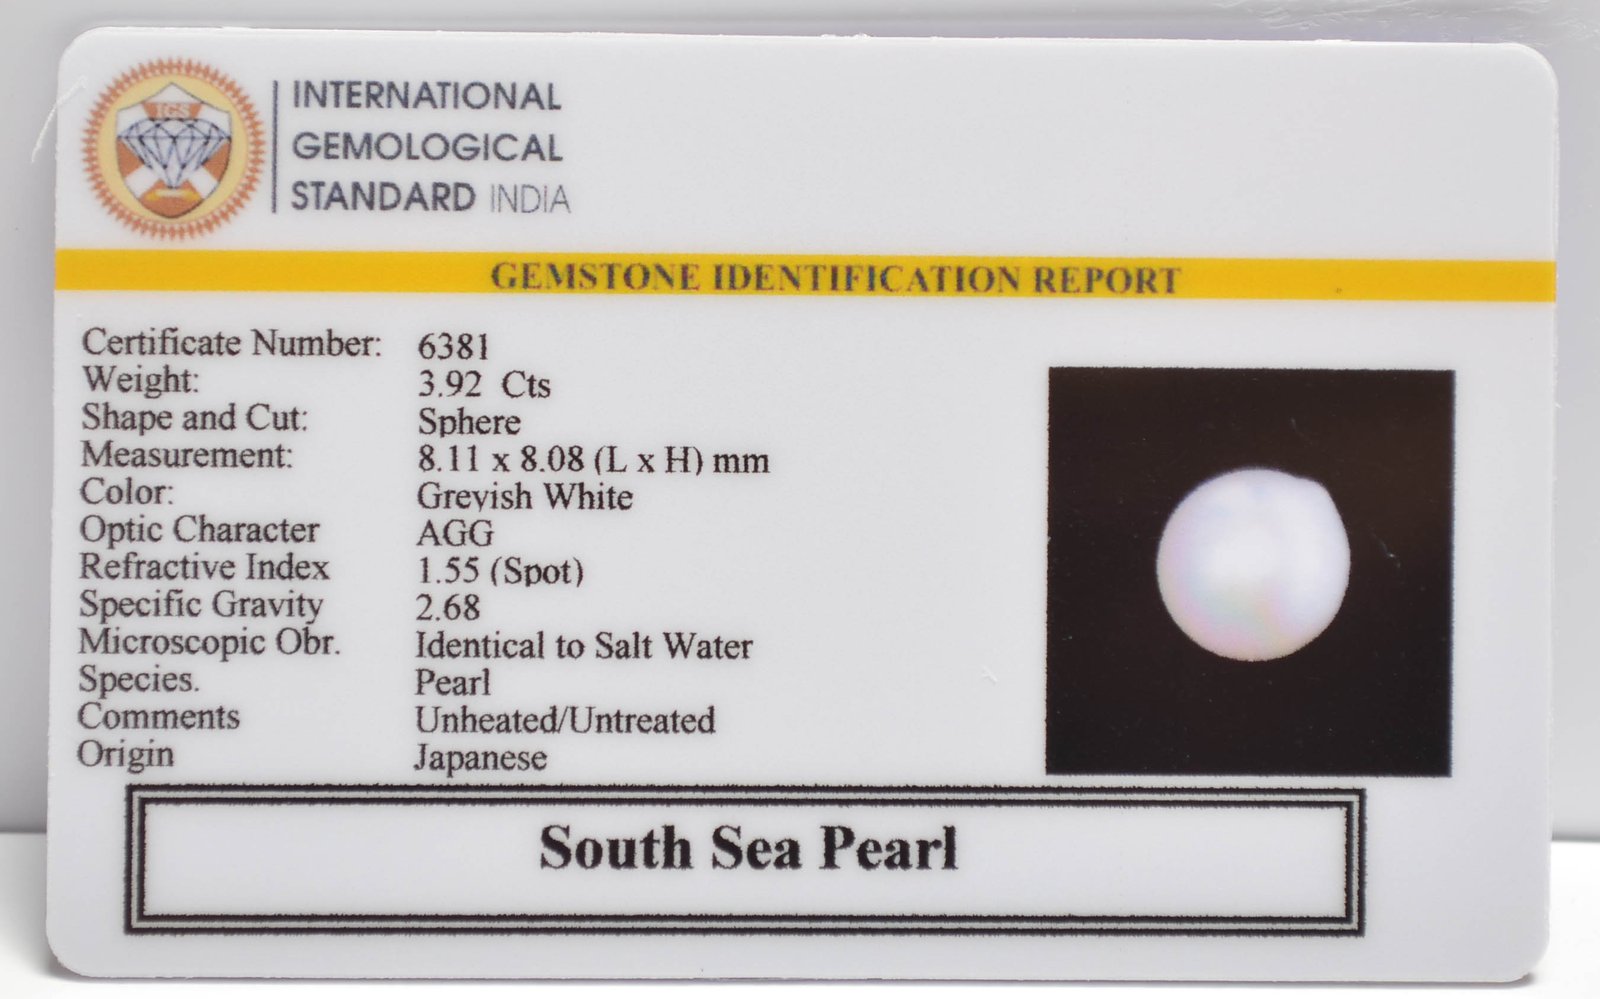 IGS
INTERNATIONAL
GEMOLOGICAL
STANDARD INDIA
GEMSTONE IDENTIFICATION REPORT
Certificate Number: 6381
Weight: 3.92 Cts
Shape and Cut: Sphere
Measurement: 8.11 x 8.08 (L x H) mm
Color: Greyish White
Optic Character AGG
Refractive Index 1.55 (Spot)
Specific Gravity 2.68
Microscopic Obr. Identical to Salt Water
Species. Pearl
Comments Unheated/Untreated
Origin Japanese
South Sea Pearl